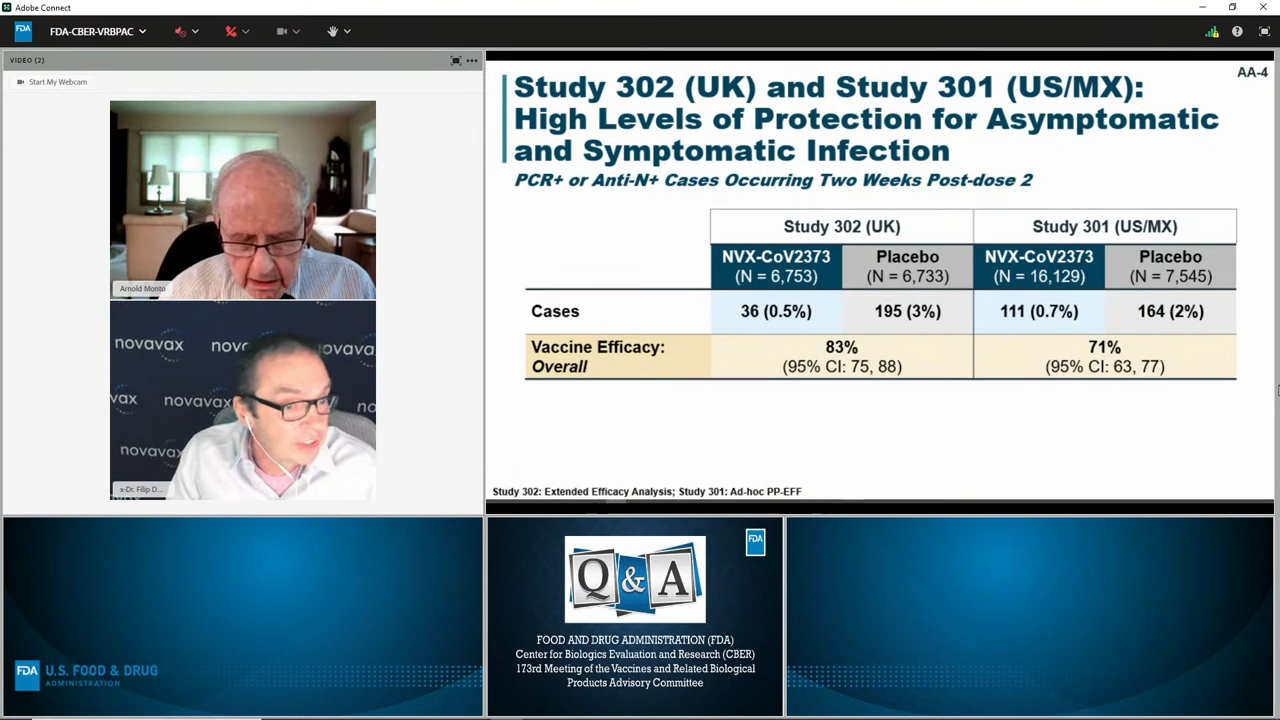 Adobe Connect
FDA
FDA-CBER-VRBPAC
VIDEO (2)
Start My Webcam
Arnold Monto
novavax
novavax
novavax
x-Dr. Filip D...
AA-4
Study 302 (UK) and Study 301 (US/MX):
High Levels of Protection for Asymptomatic
and Symptomatic Infection
PCR+ or Anti-N+ Cases Occurring Two Weeks Post-dose 2
Study 302 (UK) Study 301 (US/MX)
NVX-CoV2373 Placebo NVX-CoV2373 Placebo
(N = 6,753) (N = 6,733) (N = 16,129) (N = 7,545)
Cases 36 (0.5%) 195 (3%) 111 (0.7%) 164 (2%)
Vaccine Efficacy: 83% 71%
Overall (95% CI: 75, 88) (95% CI: 63, 77)
Study 302: Extended Efficacy Analysis; Study 301: Ad-hoc PP-EFF
FDA U.S. FOOD & DRUG
ADMINISTRATION
FDA
Q & A
FOOD AND DRUG ADMINISTRATION (FDA)
Center for Biologics Evaluation and Research (CBER)
173rd Meeting of the Vaccines and Related Biological
Products Advisory Committee